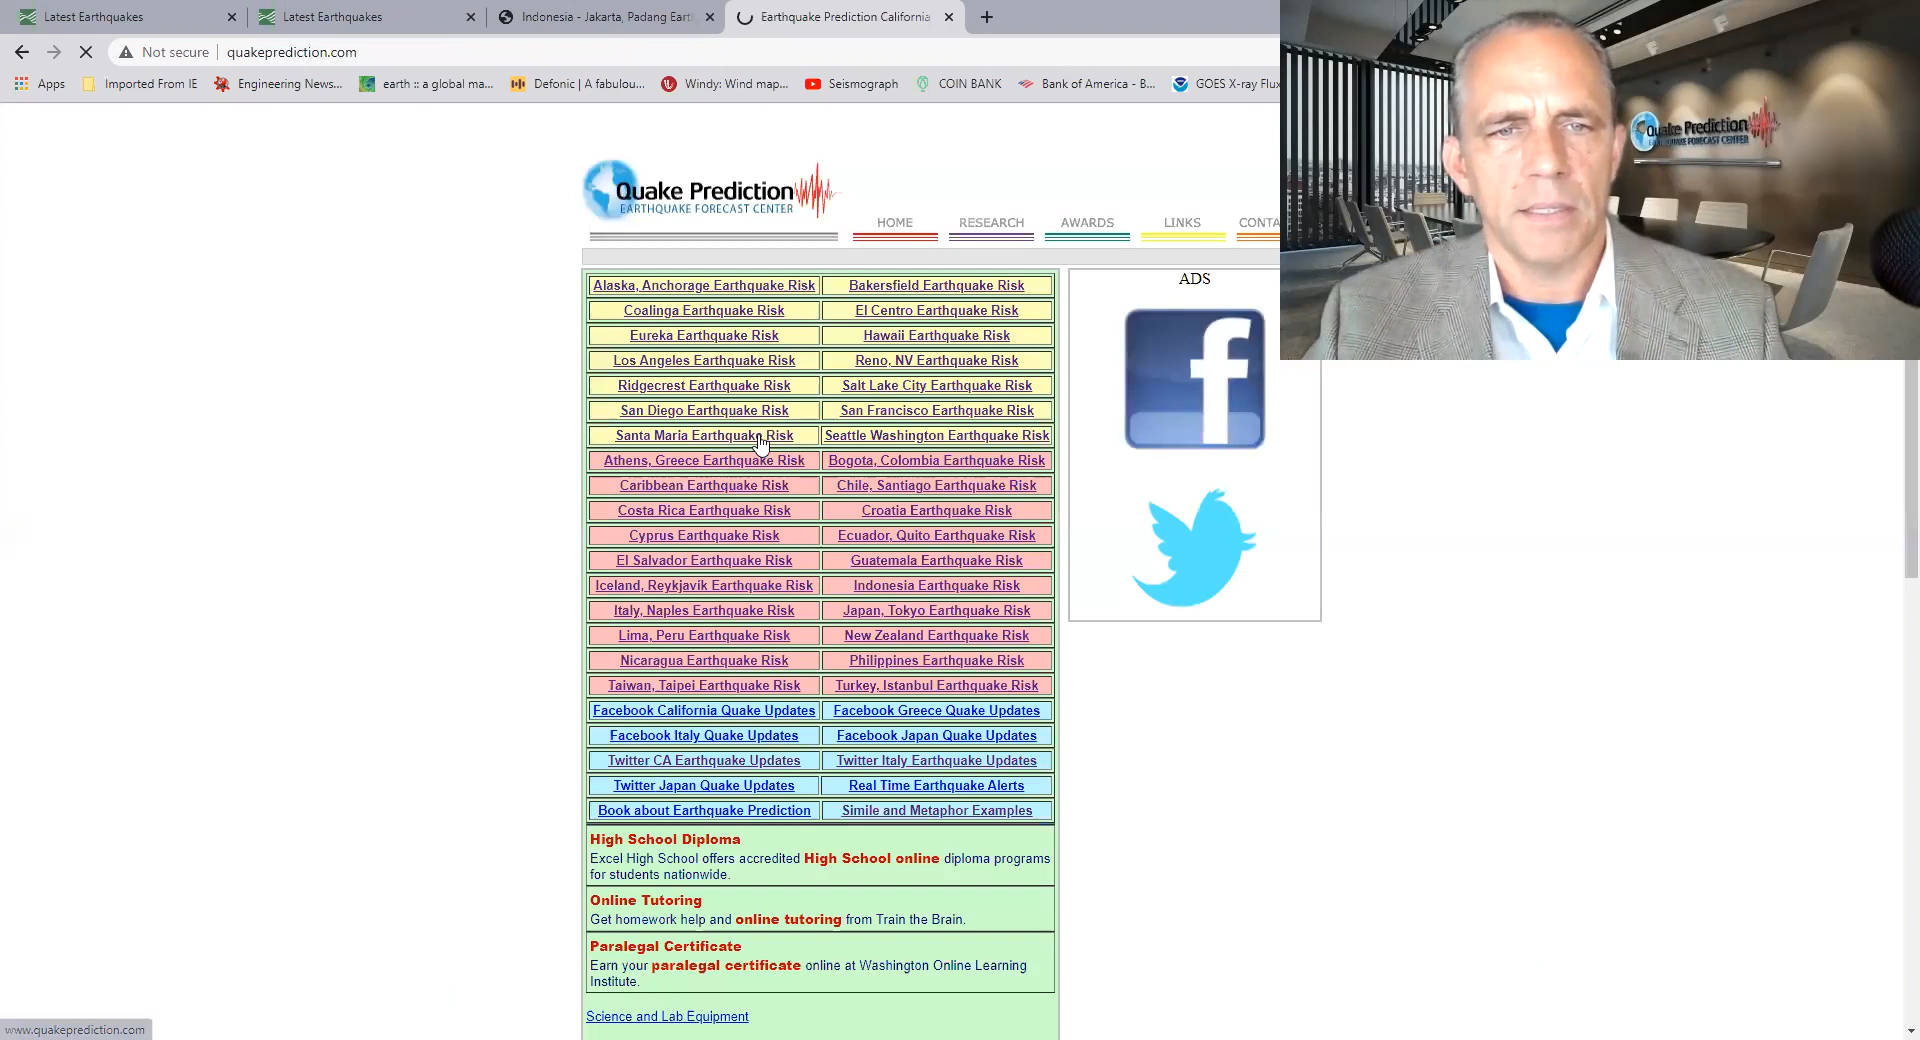 Latest Earthquakes
Latest Earthquakes
Indonesia - Jakarta, Padang Eart
Earthquake Prediction California
Not secure
quakeprediction.com
Apps
Imported From IE
Engineering News...
earth :: a global ma...
Defonic | A fabulou...
Windy: Wind map...
Seismograph
COIN BANK
Bank of America - B...
GOES X-ray Flux
Quake Prediction
EARTHQUAKE FORECAST CENTER
Quake Prediction
EARTHQUAKE FORECAST CENTER
HOME
RESEARCH
AWARDS
LINKS
CONTA
ADS
Alaska, Anchorage Earthquake Risk
Bakersfield Earthquake Risk
Coalinga Earthquake Risk
El Centro Earthquake Risk
Eureka Earthquake Risk
Hawaii Earthquake Risk
Los Angeles Earthquake Risk
Reno, NV Earthquake Risk
Ridgecrest Earthquake Risk
Salt Lake City Earthquake Risk
San Diego Earthquake Risk
San Francisco Earthquake Risk
Santa Maria Earthquake Risk
Seattle Washington Earthquake Risk
Athens, Greece Earthquake Risk
Bogota, Colombia Earthquake Risk
Caribbean Earthquake Risk
Chile, Santiago Earthquake Risk
Costa Rica Earthquake Risk
Croatia Earthquake Risk
Cyprus Earthquake Risk
Ecuador, Quito Earthquake Risk
El Salvador Earthquake Risk
Guatemala Earthquake Risk
Iceland, Reykjavík Earthquake Risk
Indonesia Earthquake Risk
Italy, Naples Earthquake Risk
Japan, Tokyo Earthquake Risk
Lima, Peru Earthquake Risk
New Zealand Earthquake Risk
Nicaragua Earthquake Risk
Philippines Earthquake Risk
Taiwan, Taipei Earthquake Risk
Turkey, Istanbul Earthquake Risk
Facebook California Quake Updates
Facebook Greece Quake Updates
Facebook Italy Quake Updates
Facebook Japan Quake Updates
Twitter CA Earthquake Updates
Twitter Italy Earthquake Updates
Twitter Japan Quake Updates
Real Time Earthquake Alerts
Book about Earthquake Prediction
Simile and Metaphor Examples
High School Diploma
Excel High School offers accredited High School online diploma programs
for students nationwide.
Online Tutoring
Get homework help and online tutoring from Train the Brain.
Paralegal Certificate
Earn your paralegal certificate online at Washington Online Learning
Institute.
Science and Lab Equipment
www.quakeprediction.com